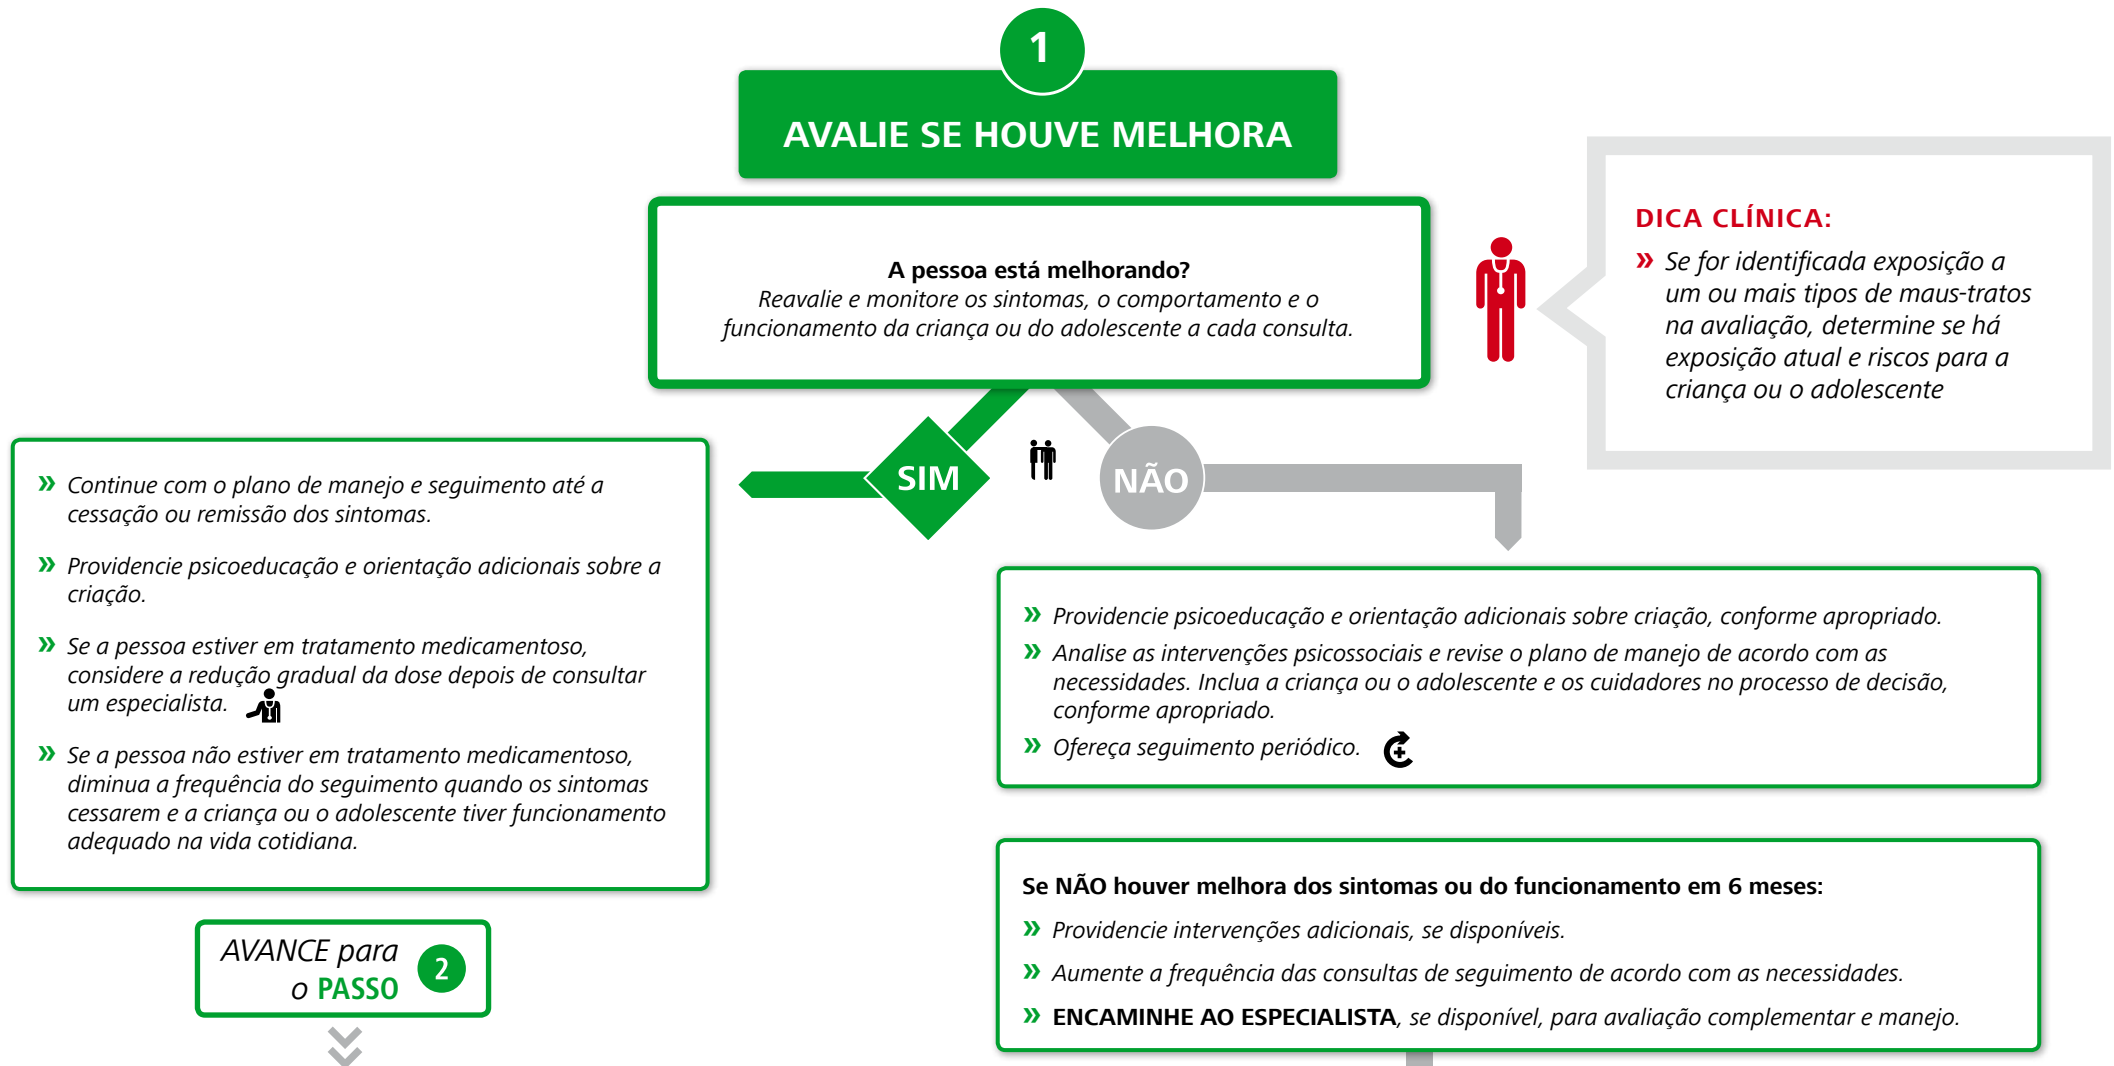 1
AVALIE SE HOUVE MELHORA
A pessoa está melhorando?
Reavalie e monitore os sintomas, o comportamento e o
funcionamento da criança ou do adolescente a cada consulta.
DICA CLÍNICA:
» Se for identificada exposição a
um ou mais tipos de maus-tratos
na avaliação, determine se há
exposição atual e riscos para a
criança ou o adolescente
SIM
NÃO
» Continue com o plano de manejo e seguimento até a
cessação ou remissão dos sintomas.
» Providencie psicoeducação e orientação adicionais sobre a
criação.
» Se a pessoa estiver em tratamento medicamentoso,
considere a redução gradual da dose depois de consultar
um especialista.
» Se a pessoa não estiver em tratamento medicamentoso,
diminua a frequência do seguimento quando os sintomas
cessarem e a criança ou o adolescente tiver funcionamento
adequado na vida cotidiana.
AVANCE para
o PASSO 2
» Providencie psicoeducação e orientação adicionais sobre criação, conforme apropriado.
» Analise as intervenções psicossociais e revise o plano de manejo de acordo com as
necessidades. Inclua a criança ou o adolescente e os cuidadores no processo de decisão,
conforme apropriado.
» Ofereça seguimento periódico.
Se NÃO houver melhora dos sintomas ou do funcionamento em 6 meses:
» Providencie intervenções adicionais, se disponíveis.
» Aumente a frequência das consultas de seguimento de acordo com as necessidades.
» ENCAMINHE AO ESPECIALISTA, se disponível, para avaliação complementar e manejo.